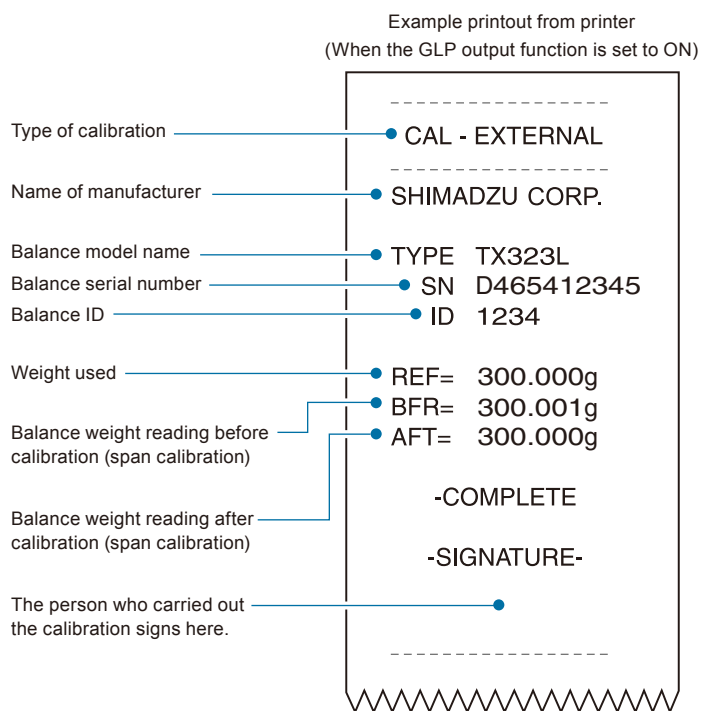 Example printout from printer
(When the GLP output function is set to ON)
Type of calibration
CAL - EXTERNAL
Name of manufacturer
SHIMADZU CORP.
Balance model name
TYPE TX323L
Balance serial number
SN D465412345
Balance ID
ID 1234
Weight used
REF= 300.000g
BFR= 300.001g
Balance weight reading before
calibration (span calibration)
AFT= 300.000g
-COMPLETE
Balance weight reading after
calibration (span calibration)
-SIGNATURE-
The person who carried out
the calibration signs here.